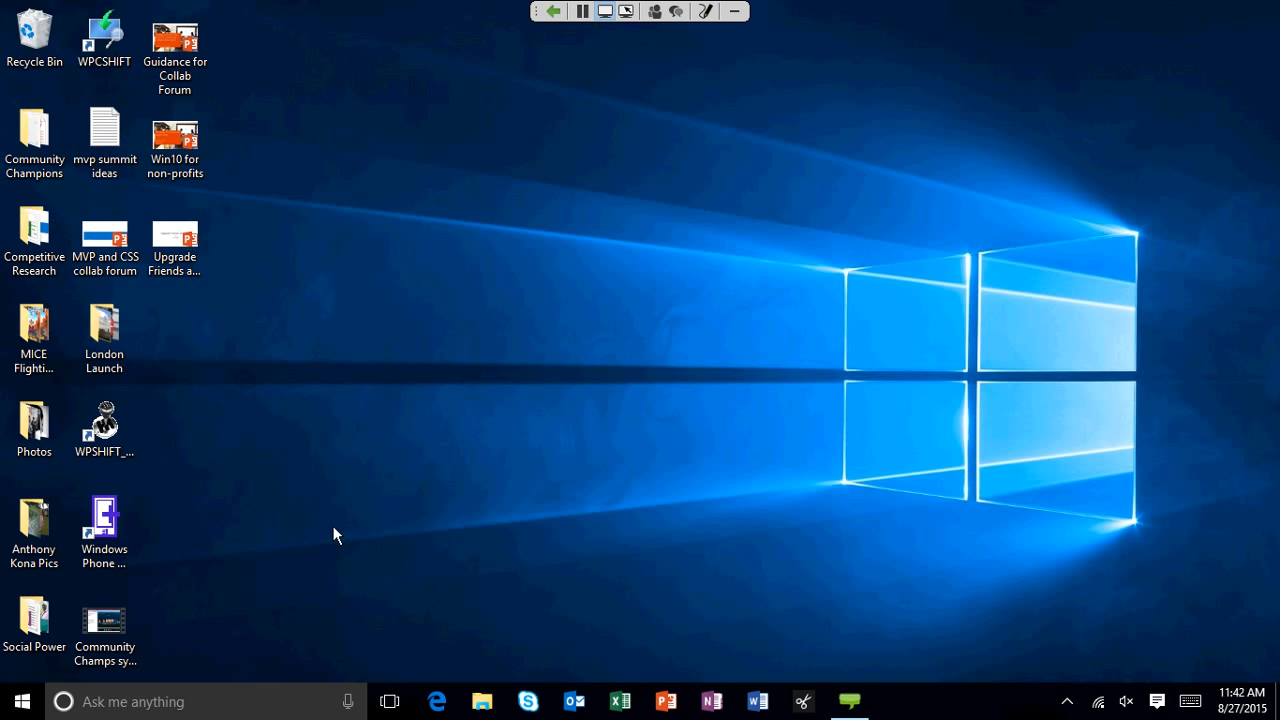 Recycle Bin
WPCSHIFT
Guidance for
Collab
Forum
Community
Champions
mvp summit
ideas
Win10 for
non-profits
Competitive
Research
MVP and CSS
collab forum
Upgrade
Friends a...
MICE
Flighti...
London
Launch
Photos
WPSHIFT_...
Anthony
Kona Pics
Windows
Phone ...
Social Power
Community
Champs sy...
Ask me anything
11:42 AM
8/27/2015